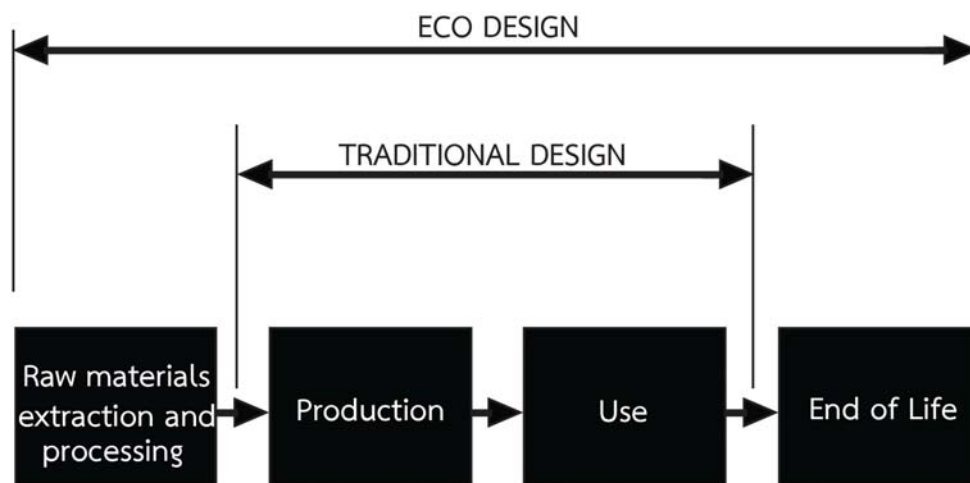 ECO DESIGN
TRADITIONAL DESIGN
Raw materials
extraction and
processing
Production
Use
End of Life